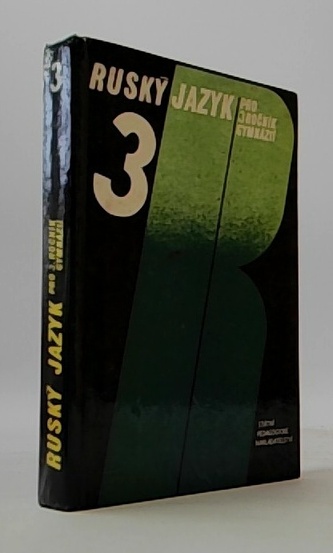 3
RUSKÝ JAZYK PRO 3. ROČNÍK GYMNÁZIÍ
RUSKÝ JAZYK
PRO
3. ROČNÍK
GYMNÁZIÍ
3
STÁTNÍ
PEDAGOGICKÉ
NAKLADATELSTVÍ